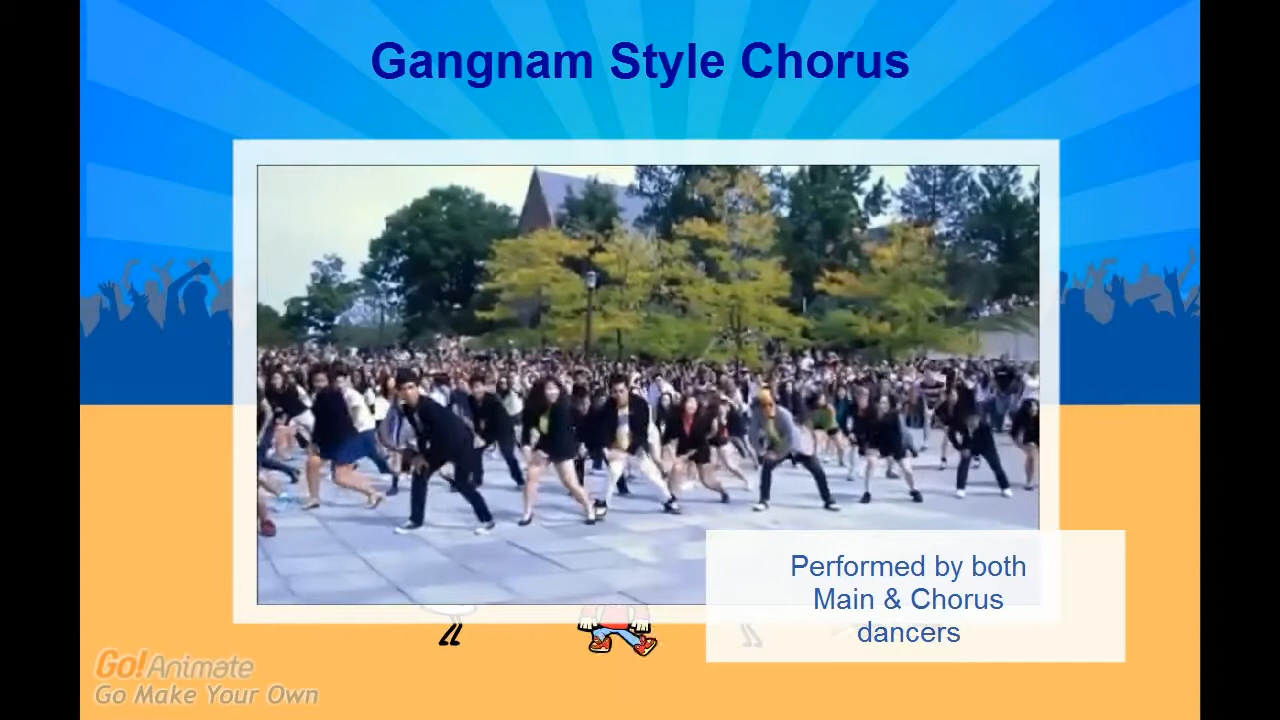 Gangnam Style Chorus
Performed by both
Main & Chorus
dancers
Go!Animate
Go Make Your Own